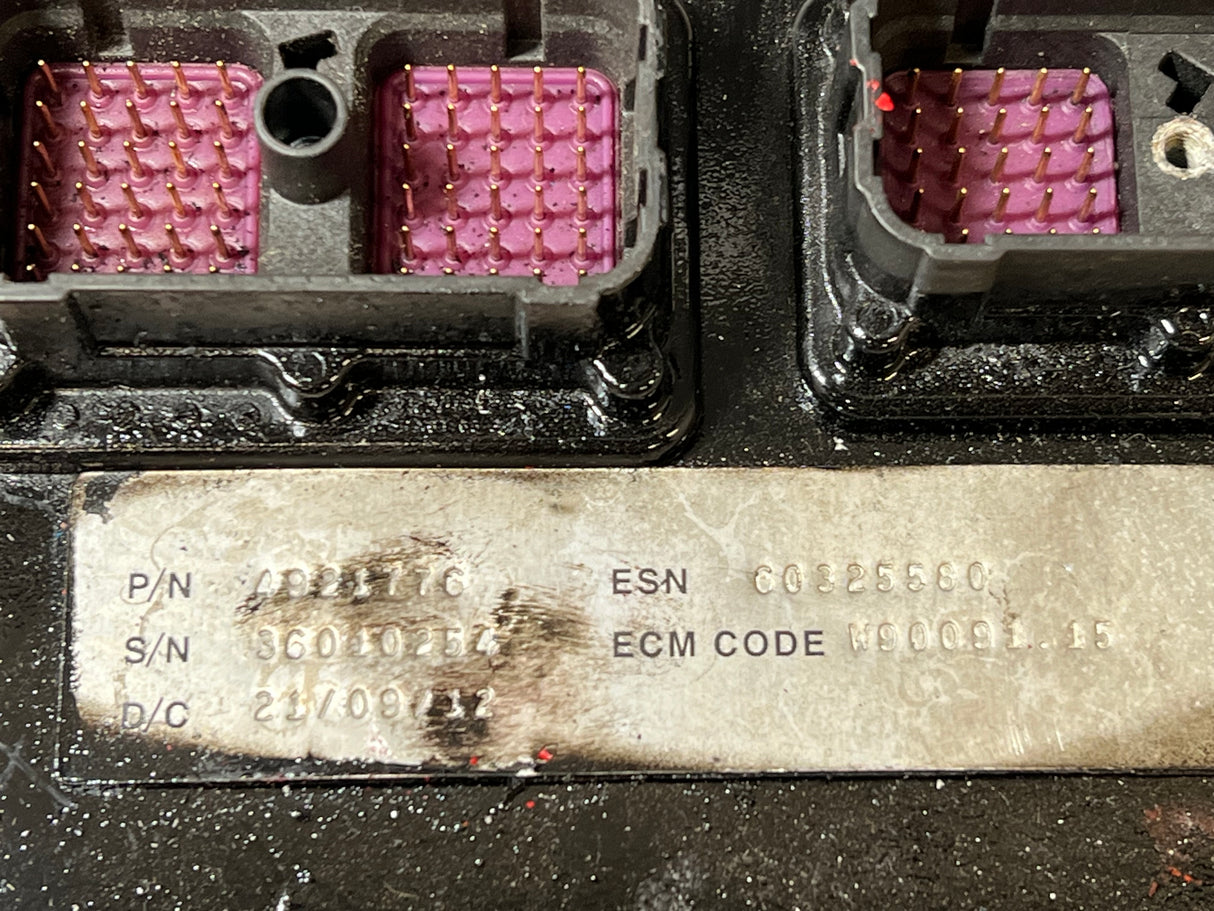 P/N 4921776 ESN 60325580
S/N 36010254 ECM CODE W90091.15
D/C 21/09/12